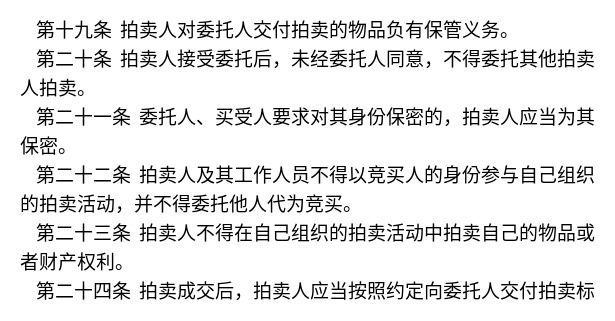 第十九条 拍卖人对委托人交付拍卖的物品负有保管义务。
第二十条 拍卖人接受委托后，未经委托人同意，不得委托其他拍卖
人拍卖。
第二十一条 委托人、买受人要求对其身份保密的，拍卖人应当为其
保密。
第二十二条 拍卖人及其工作人员不得以竞买人的身份参与自己组织
的拍卖活动，并不得委托他人代为竞买。
第二十三条 拍卖人不得在自己组织的拍卖活动中拍卖自己的物品或
者财产权利。
第二十四条 拍卖成交后，拍卖人应当按照约定向委托人交付拍卖标